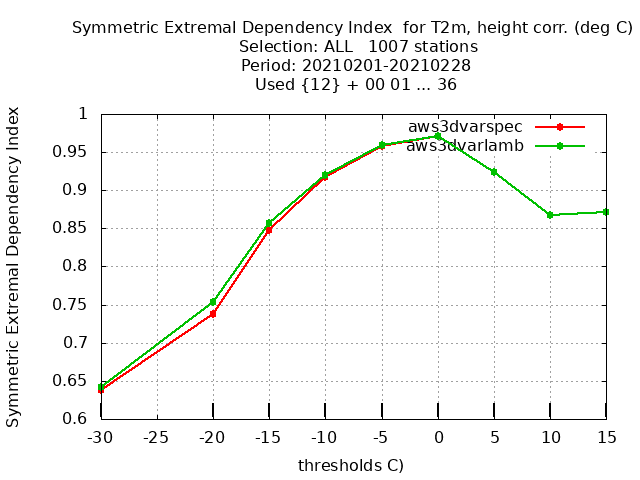 Symmetric Extremal Dependency Index  for T2m, height corr. (deg C)
Selection: ALL   1007 stations
Period: 20210201-20210228
Used {12} + 00 01 ... 36
Symmetric Extremal Dependency Index
1
0.95
0.9
0.85
0.8
0.75
0.7
0.65
0.6
aws3dvarspec
aws3dvarlamb
-30 -25 -20 -15 -10 -5 0 5 10 15
thresholds C)